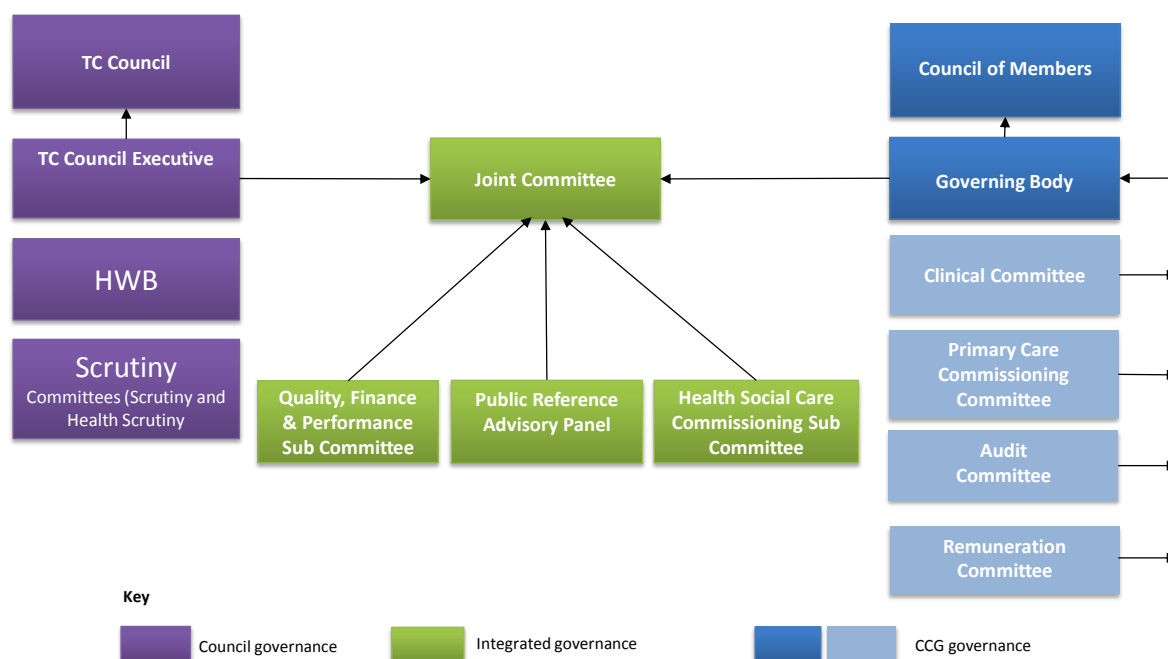 TC Council
TC Council Executive
HWB
Scrutiny
Committees (Scrutiny and
Health Scrutiny
Joint Committee
Quality, Finance
& Performance
Sub Committee
Public Reference
Advisory Panel
Health Social Care
Commissioning Sub
Committee
Council of Members
Governing Body
Clinical Committee
Primary Care
Commissioning
Committee
Audit
Committee
Remuneration
Committee
Key
Council governance
Integrated governance
CCG governance